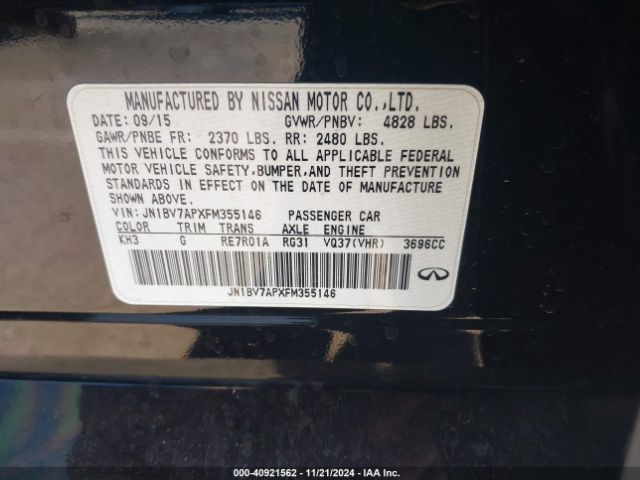 MANUFACTURED BY NISSAN MOTOR CO.,LTD.
DATE: 09/15 GVWR/PNBV: 4828 LBS.
GAWR/PNBE FR: 2370 LBS. RR: 2480 LBS.
THIS VEHICLE CONFORMS TO ALL APPLICABLE FEDERAL
MOTOR VEHICLE SAFETY,BUMPER,AND THEFT PREVENTION
STANDARDS IN EFFECT ON THE DATE OF MANUFACTURE
SHOWN ABOVE.
VIN: JN1BV7APXFM355146 PASSENGER CAR
COLOR TRIM TRANS AXLE ENGINE
KH3 G RE7R01A RG31 VQ37(VHR) 3696CC
JN1BV7APXFM355146
000-40921562 - 11/21/2024 - IAA Inc.